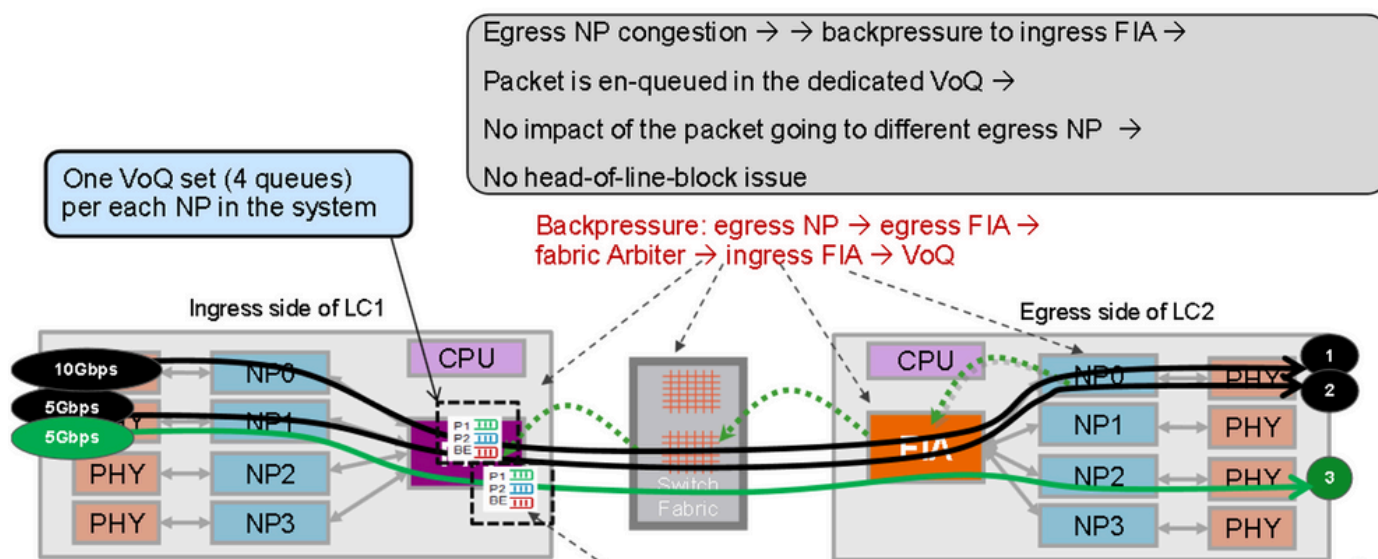 Egress NP congestion → → backpressure to ingress FIA →
Packet is en-queued in the dedicated VoQ →
No impact of the packet going to different egress NP →
No head-of-line-block issue
One VoQ set (4 queues)
per each NP in the system
Backpressure: egress NP → egress FIA →
fabric Arbiter → ingress FIA → VoQ
Ingress side of LC1
Egress side of LC2
10Gbps
NP0
CPU
5Gbps
NP1
5Gbps
PHY
NP2
PHY
NP3
P1
P2
BE
P1
P2
BE
Switch
Fabric
CPU
FIA
NP0
PHY
1
2
NP1
PHY
NP2
PHY
3
NP3
PHY